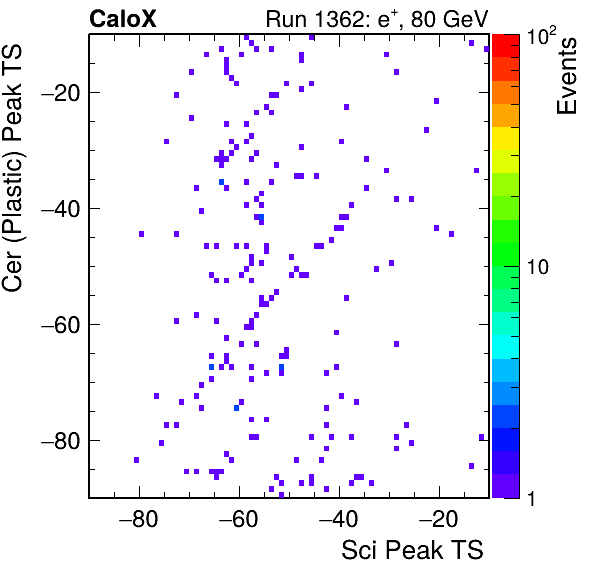 CaloX Run 1362: e⁺, 80 GeV
Cer (Plastic) Peak TS
−20
−40
−60
−80
−80 −60 −40 −20
Sci Peak TS
Events
10²
10
1